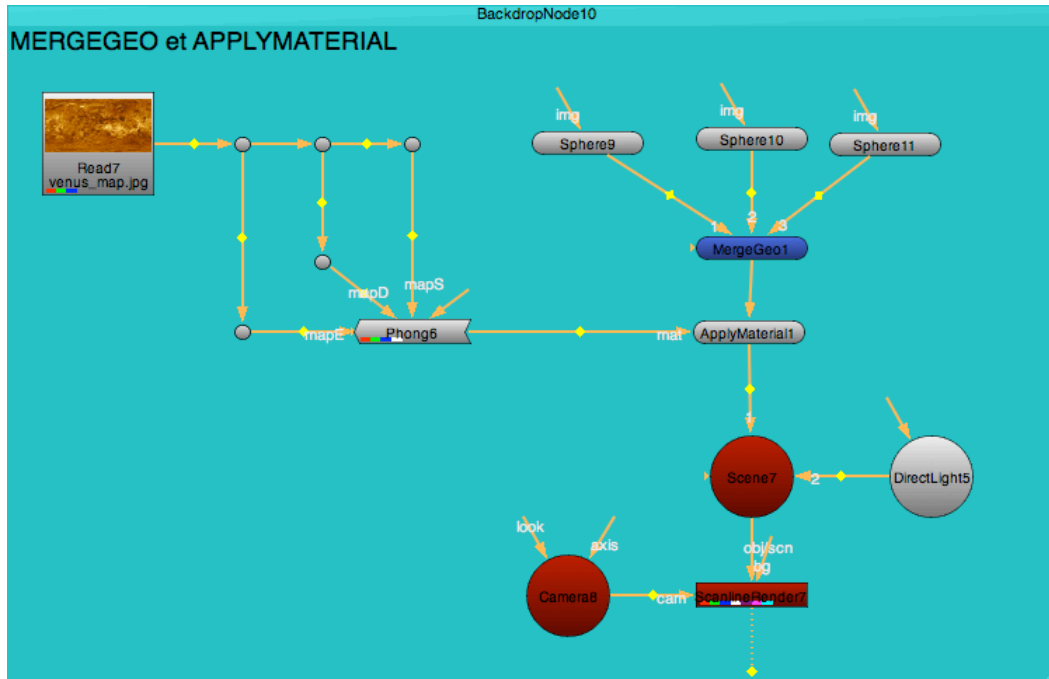 BackdropNode10
MERGEGEO et APPLYMATERIAL
img
img
img
Sphere9
Sphere10
Sphere11
Read7
venus_map.jpg
1
2
3
MergeGeo1
mapD
mapS
mapE
Phong6
mat
ApplyMaterial1
1
Scene7
2
DirectLight5
look
axis
obj/scn
bg
Camera8
cam
ScanlineRender7